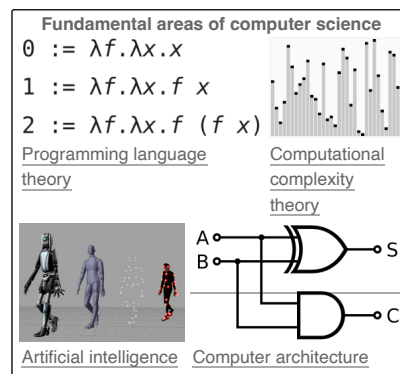 Fundamental areas of computer science
0 := λf.λx.x
1 := λf.λx.f x
2 := λf.λx.f (f x)
Programming language
theory
Computational
complexity
theory
A
B
S
C
Artificial intelligence
Computer architecture